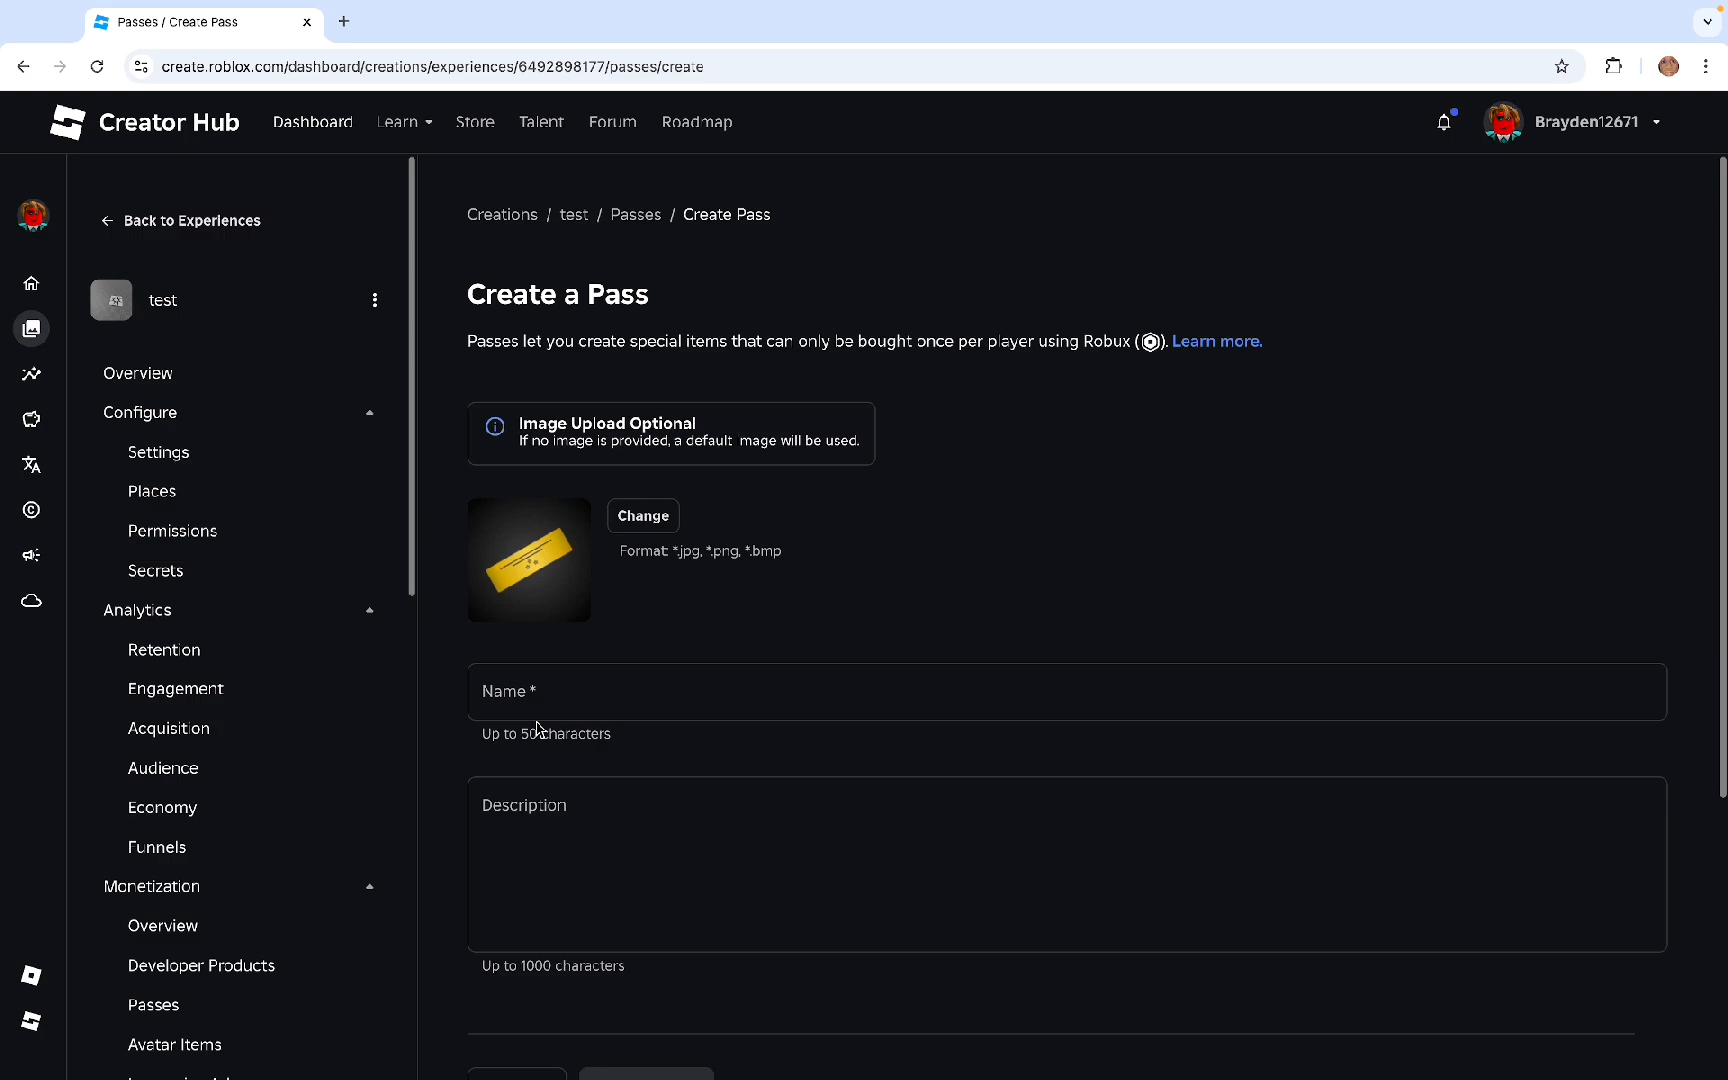 Passes / Create Pass
create.roblox.com/dashboard/creations/experiences/6492898177/passes/create
Creator Hub
Dashboard
Learn
Store
Talent
Forum
Roadmap
Brayden12671
Back to Experiences
test
Overview
Configure
Settings
Places
Permissions
Secrets
Analytics
Retention
Engagement
Acquisition
Audience
Economy
Funnels
Monetization
Overview
Developer Products
Passes
Avatar Items
Creations / test / Passes / Create Pass
Create a Pass
Passes let you create special items that can only be bought once per player using Robux ( ). Learn more.
Image Upload Optional
If no image is provided, a default image will be used.
Change
Format: *.jpg, *.png, *.bmp
Name *
Up to 50 characters
Description
Up to 1000 characters